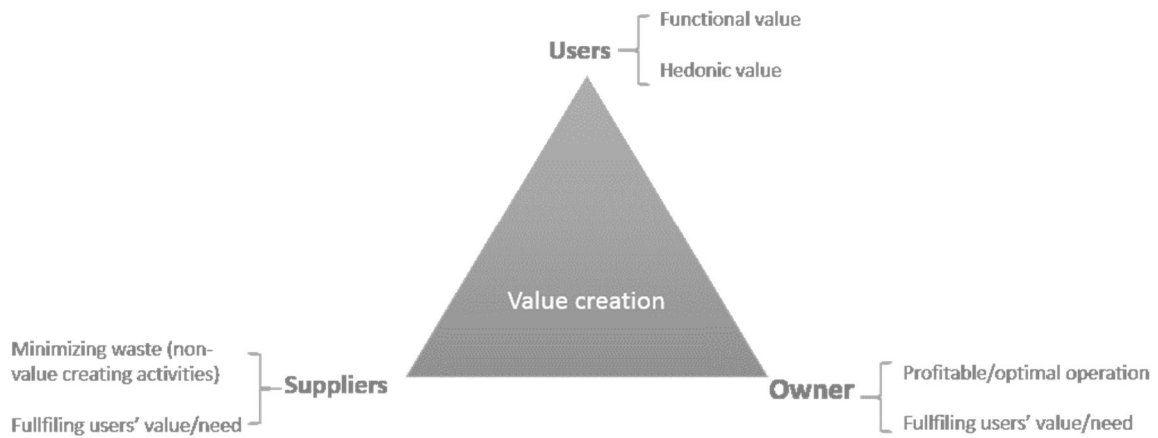 Functional value
Users
Hedonic value
Value creation
Minimizing waste (non-
value creating activities)
Suppliers
Fullfiling users' value/need
Profitable/optimal operation
Owner
Fullfiling users' value/need